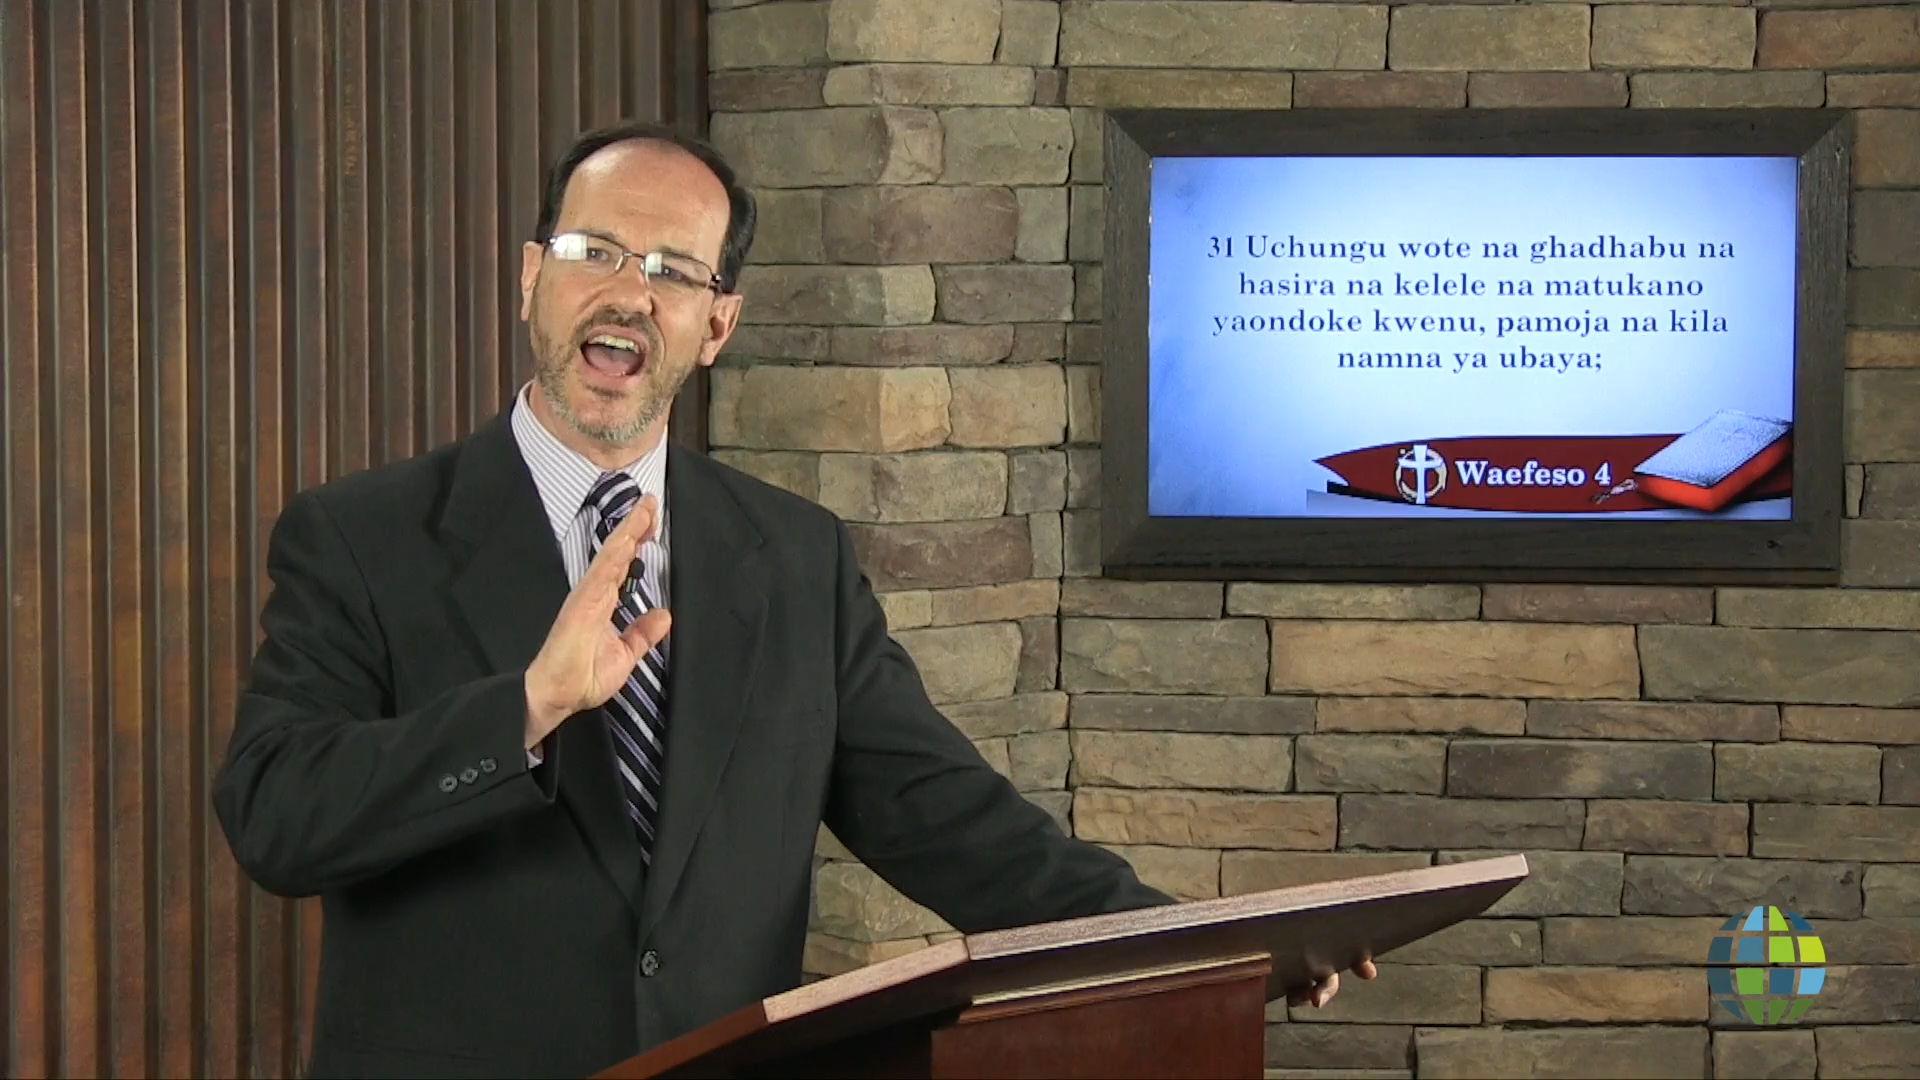 31 Uchungu wote na ghadhabu na
hasira na kelele na matukano
yaondoke kwenu, pamoja na kila
namna ya ubaya;
Waefeso 4